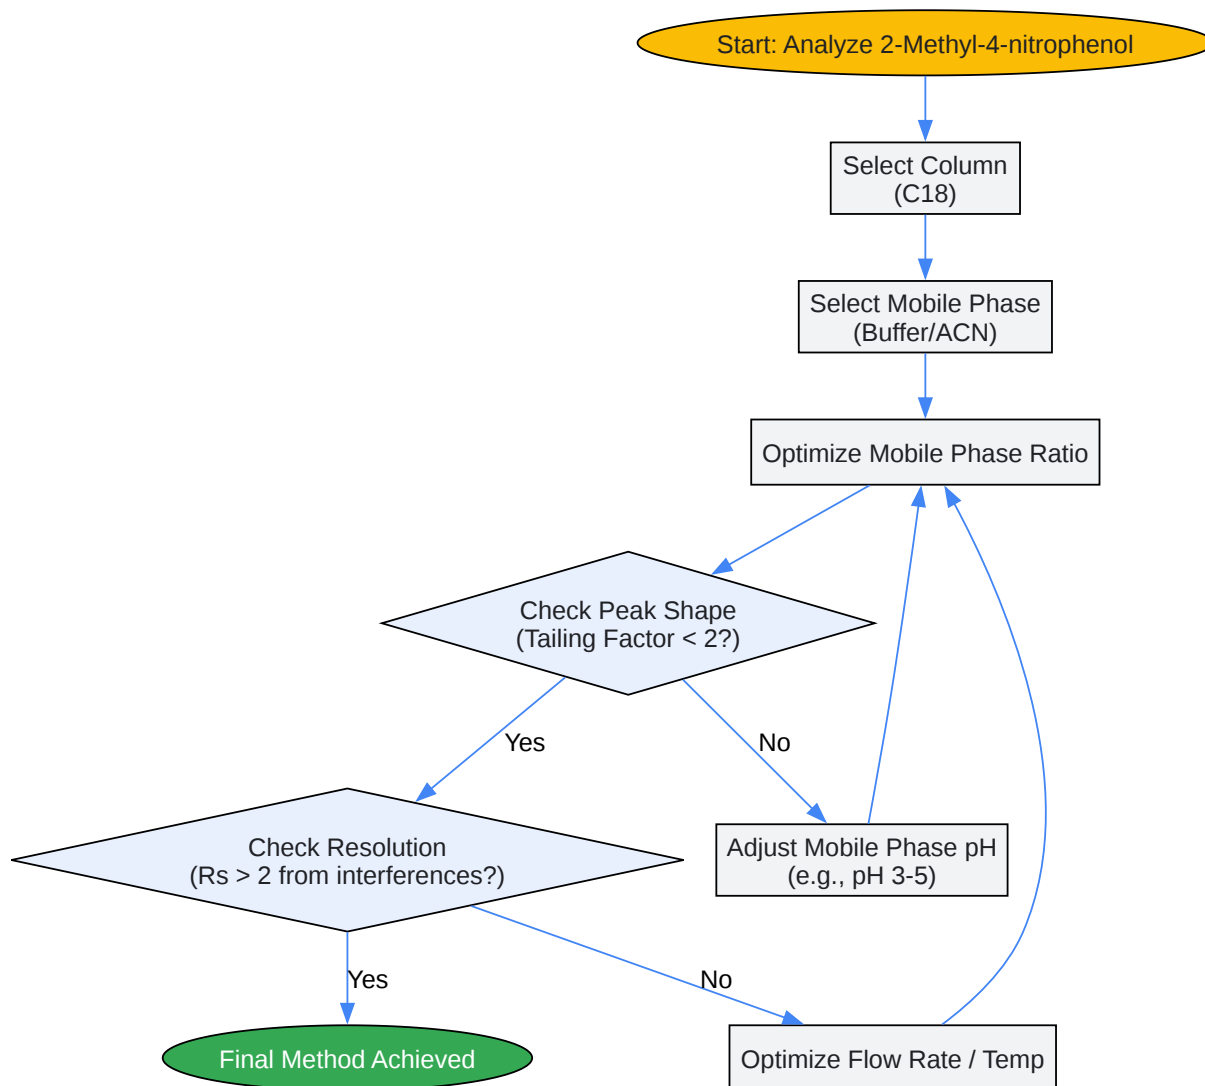 Start: Analyze 2-Methyl-4-nitrophenol
Select Column
(C18)
Select Mobile Phase
(Buffer/ACN)
Optimize Mobile Phase Ratio
Check Peak Shape
(Tailing Factor < 2?)
Yes
No
Check Resolution
(Rs > 2 from interferences?)
Adjust Mobile Phase pH
(e.g., pH 3-5)
Yes
No
Final Method Achieved
Optimize Flow Rate / Temp